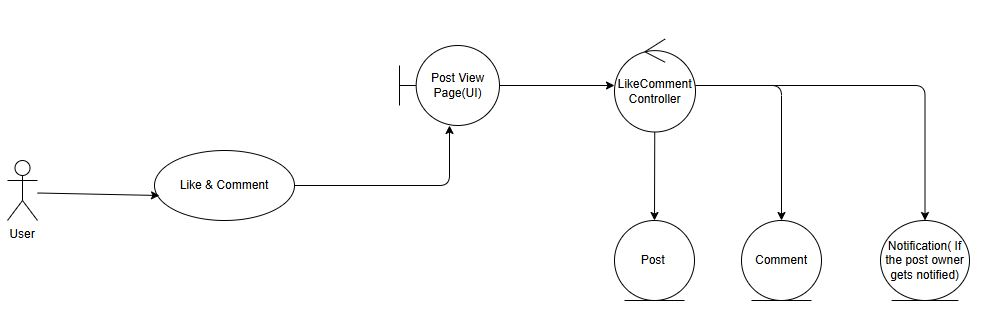 User
Like & Comment
Post View
Page(UI)
LikeComment
Controller
Post
Comment
Notification( If
the post owner
gets notified)